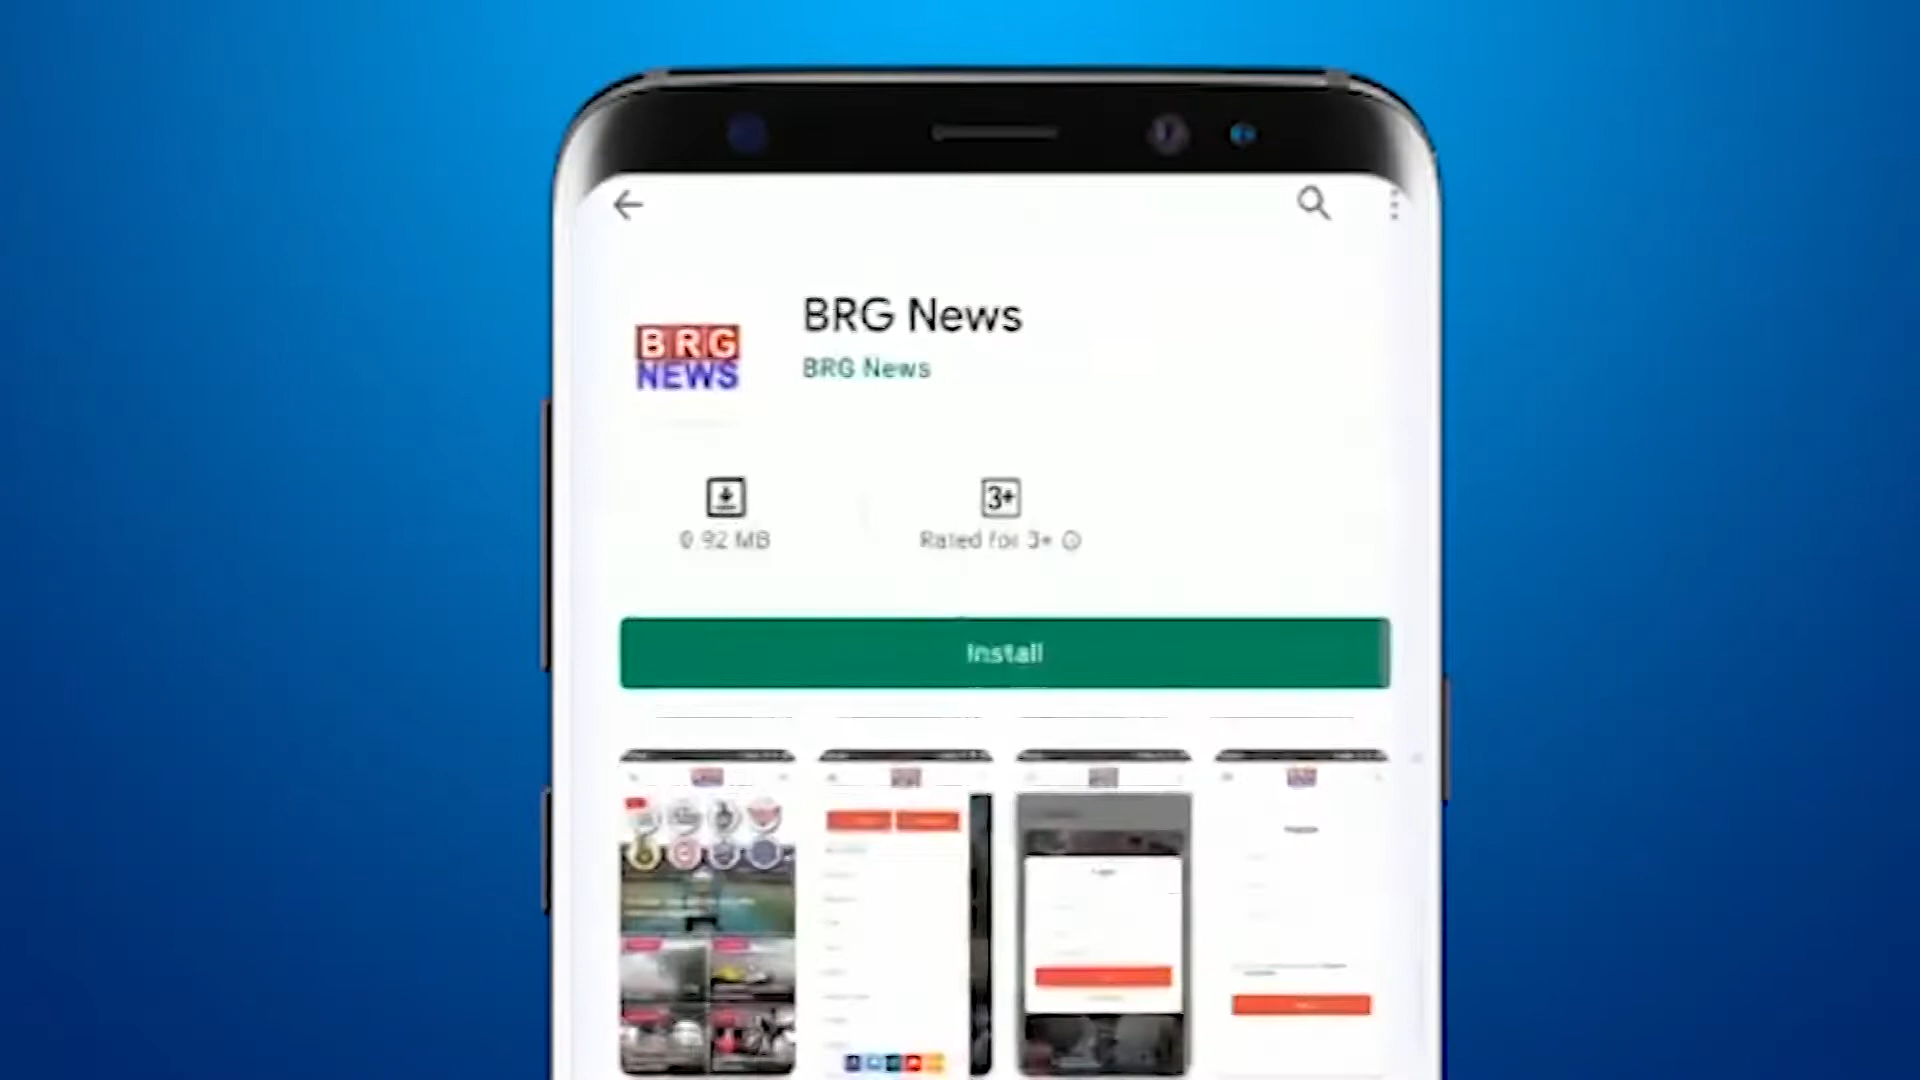 BRG News
BRG
NEWS
BRG News
3+
0.92 MB
Rated for 3+
Install